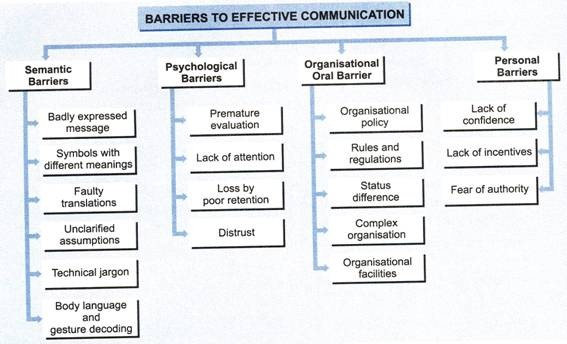 BARRIERS TO EFFECTIVE COMMUNICATION
Semantic
Barriers
Badly expressed
message
Symbols with
different meanings
Faulty
translations
Unclarified
assumptions
Technical jargon
Body language
and
gesture decoding
Psychological
Barriers
Premature
evaluation
Lack of attention
Loss by
poor retention
Distrust
Organisational
Oral Barrier
Organisational
policy
Rules and
regulations
Status
difference
Complex
organisation
Organisational
facilities
Personal
Barriers
Lack of
confidence
Lack of incentives
Fear of authority